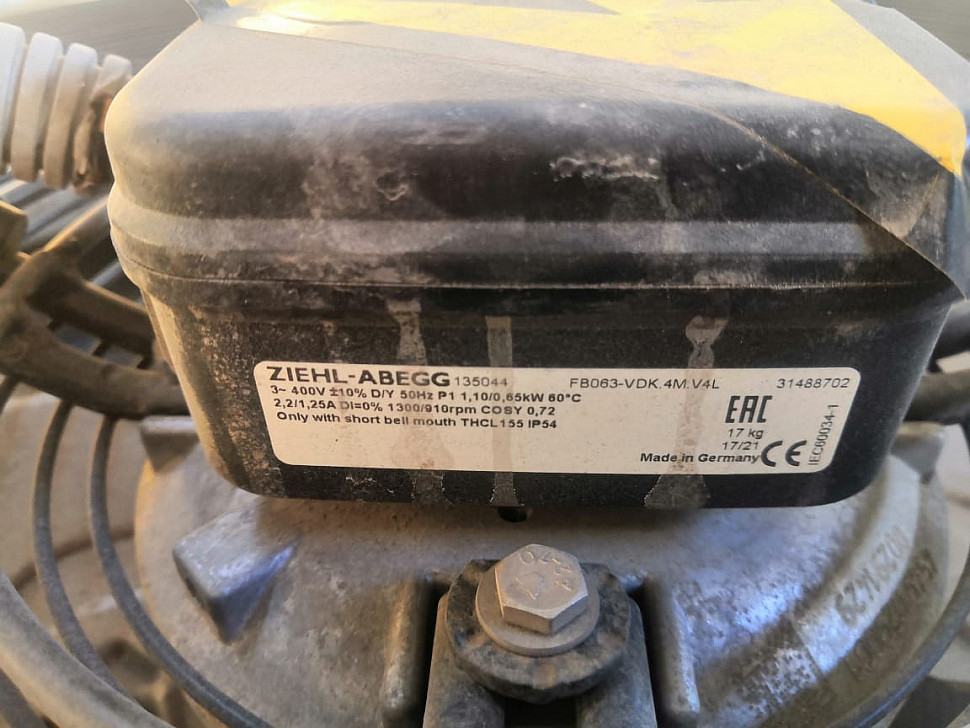 ZIEHL-ABEGG 135044 FB063-VDK.4M.V4L 31488702
3~ 400V ±10% D/Y 50Hz P1 1,10/0,65kW 60°C
2,2/1,25A DI=0% 1300/910rpm COSY 0,72
Only with short bell mouth THCL155 IP54
EAC
17 kg
17/21
Made in Germany CE
IEC60034-1
A2-70